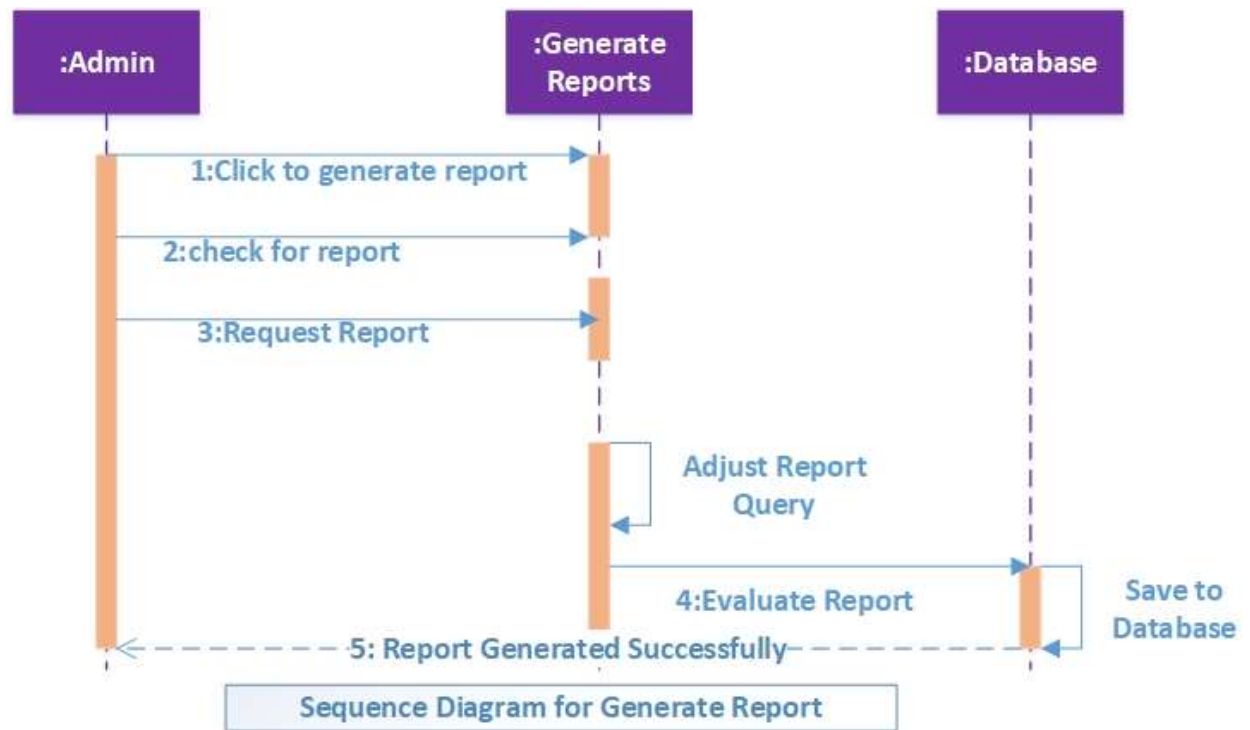 :Admin
:Generate
Reports
:Database
1:Click to generate report
2:check for report
3:Request Report
Adjust Report
Query
4:Evaluate Report
Save to
Database
5: Report Generated Successfully
Sequence Diagram for Generate Report